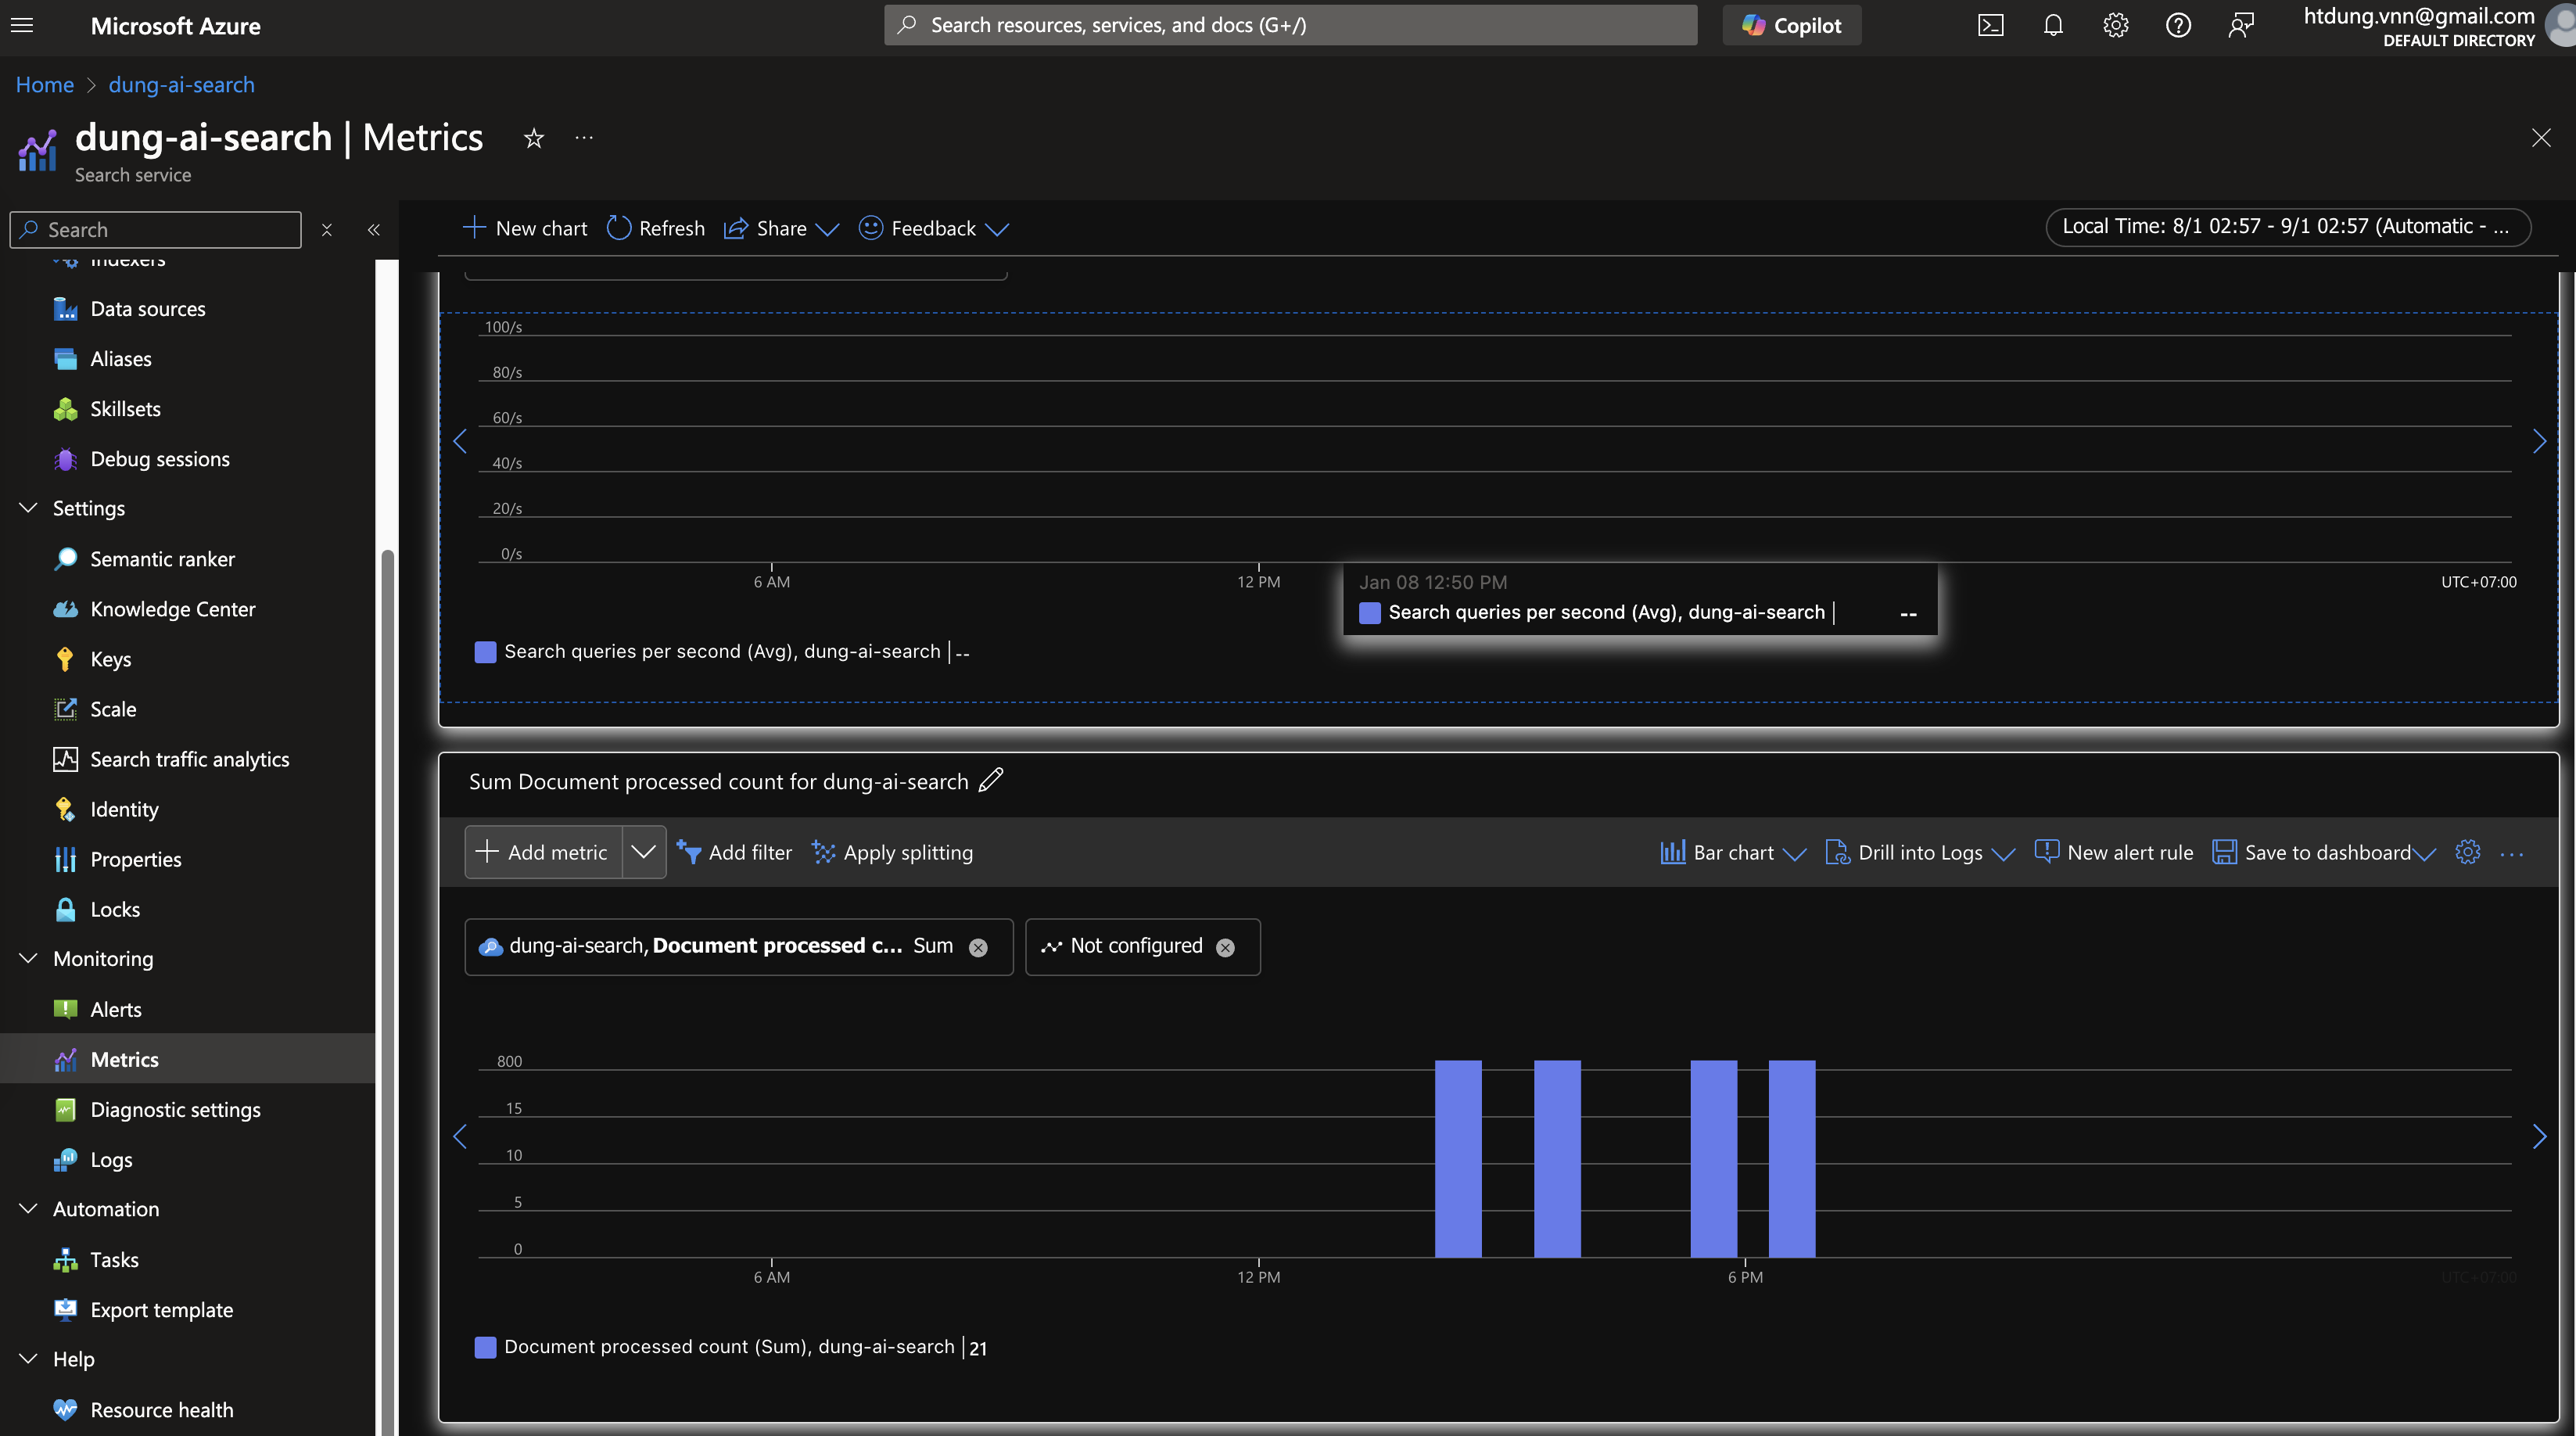 Microsoft Azure
Search resources, services, and docs (G+/)
Copilot
htdung.vnn@gmail.com
DEFAULT DIRECTORY
Home > dung-ai-search
dung-ai-search | Metrics
Search service
Search
Indexers
Data sources
Aliases
Skillsets
Debug sessions
Settings
Semantic ranker
Knowledge Center
Keys
Scale
Search traffic analytics
Identity
Properties
Locks
Monitoring
Alerts
Metrics
Diagnostic settings
Logs
Automation
Tasks
Export template
Help
Resource health
New chart
Refresh
Share
Feedback
Local Time: 8/1 02:57 - 9/1 02:57 (Automatic - ...
100/s
80/s
60/s
40/s
20/s
0/s
6 AM
12 PM
UTC+07:00
Jan 08 12:50 PM
Search queries per second (Avg), dung-ai-search | --
Search queries per second (Avg), dung-ai-search | --
Sum Document processed count for dung-ai-search
Add metric
Add filter
Apply splitting
Bar chart
Drill into Logs
New alert rule
Save to dashboard
dung-ai-search, Document processed c... Sum
Not configured
800
15
10
5
0
6 AM
12 PM
6 PM
UTC+07:00
Document processed count (Sum), dung-ai-search | 21